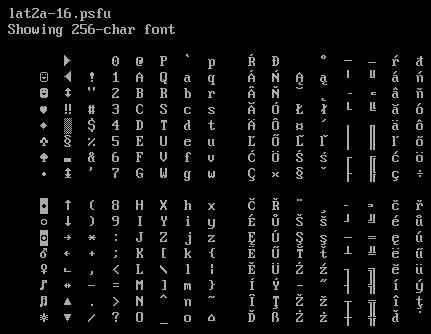 lat2a-16.psfu
Showing 256-char font
► 0 @ P ` p Ŕ Đ ° ŕ đ
☺ ◄ ! 1 A Q a q Á Ń Ą ą á ń
☻ ↕ " 2 B R b r Â Ň ˘ ˛ â ň
♥ ‼ # 3 C S c s Ă Ó Ł ł ă ó
♦ ▒ $ 4 D T d t Ä Ô ¤ ´ ä ô
♣ § % 5 E U e u Ĺ Ő Ľ ľ ĺ ő
♠ ▬ & 6 F V f v Ć Ö Ś ś ć ö
• ↨ ' 7 G W g w Ç × § ˇ ç ÷
◘ ↑ ( 8 H X h x Č Ř ¨ ¸ č ř
○ ↓ ) 9 I Y i y É Ů Š š é ů
◙ → * : J Z j z Ę Ú Ş ş ę ú
♂ ← + ; K [ k { Ë Ű Ť ť ë ű
♀ , < L \ l | Ě Ü Ź ź ě ü
♪ ↔ - = M ] m } Í Ý ˝ í ý
♫ ▲ . > N ^ n ~ Î Ţ Ž ž î ţ
☼ ▼ / ? O _ o Ď ß Ż ż ď ˙